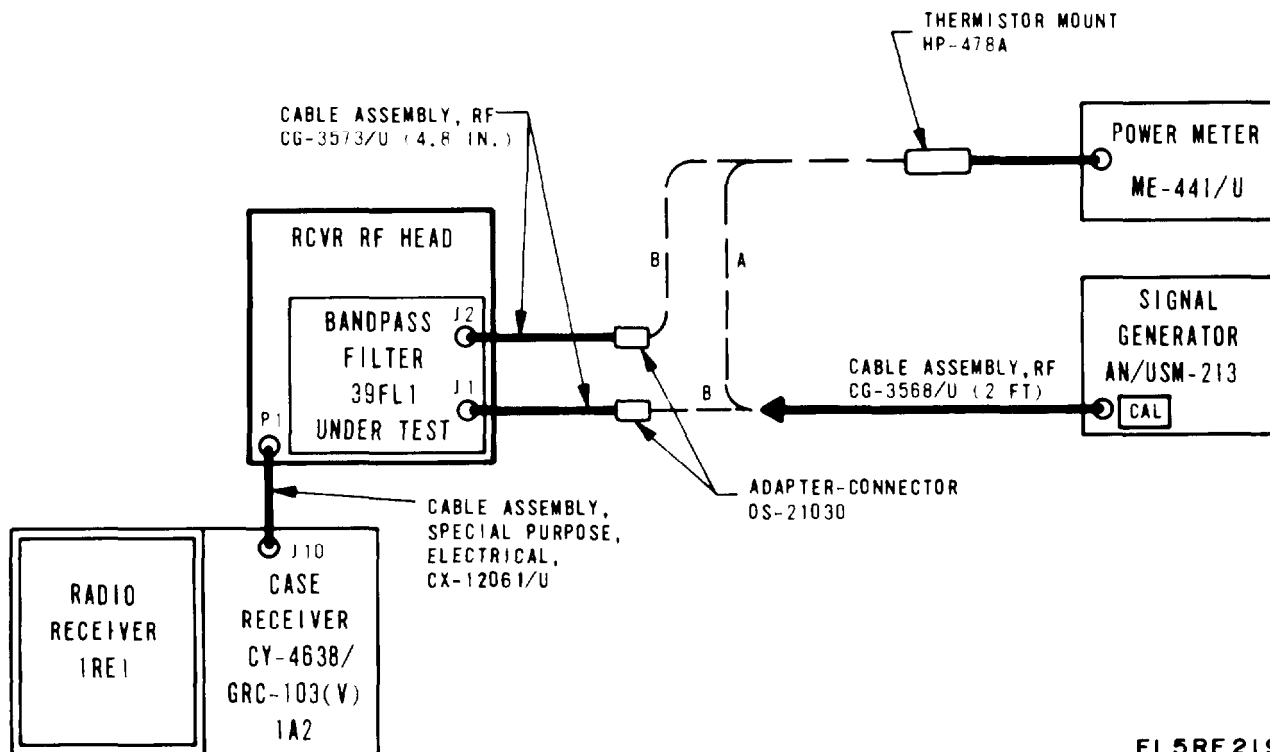 THERMISTOR MOUNT
HP-478A
CABLE ASSEMBLY, RF
CG-3573/U (4.8 IN.)
POWER METER
ME-441/U
RCVR RF HEAD
B
A
BANDPASS
FILTER
39FL1
UNDER TEST
J2
J1
P1
B
SIGNAL
GENERATOR
AN/USM-213
CAL
CABLE ASSEMBLY, RF
CG-3568/U (2 FT)
ADAPTER-CONNECTOR
OS-21030
CABLE ASSEMBLY,
SPECIAL PURPOSE,
ELECTRICAL,
CX-12061/U
J10
RADIO
RECEIVER
1RE1
CASE
RECEIVER
CY-4638/
GRC-103(V)
1A2